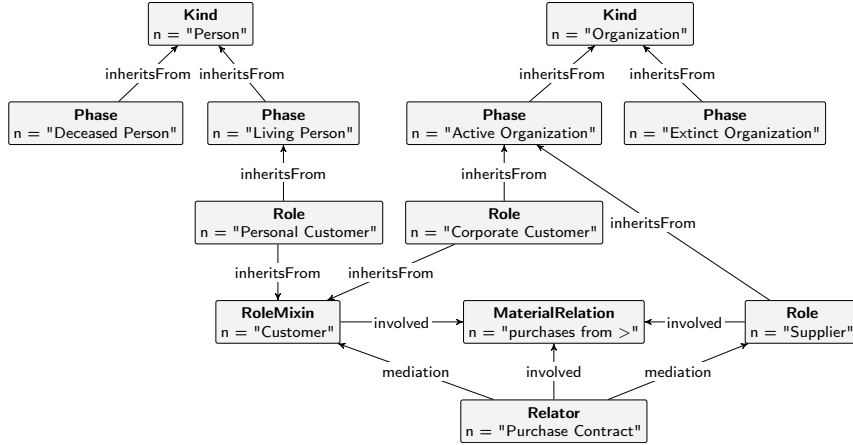 Kind
n = "Person"
Kind
n = "Organization"
inheritsFrom
inheritsFrom
inheritsFrom
inheritsFrom
Phase
n = "Deceased Person"
Phase
n = "Living Person"
Phase
n = "Active Organization"
Phase
n = "Extinct Organization"
inheritsFrom
inheritsFrom
Role
n = "Personal Customer"
Role
n = "Corporate Customer"
inheritsFrom
inheritsFrom
inheritsFrom
RoleMixin
n = "Customer"
involved
MaterialRelation
n = "purchases from >"
involved
Role
n = "Supplier"
mediation
involved
mediation
Relator
n = "Purchase Contract"